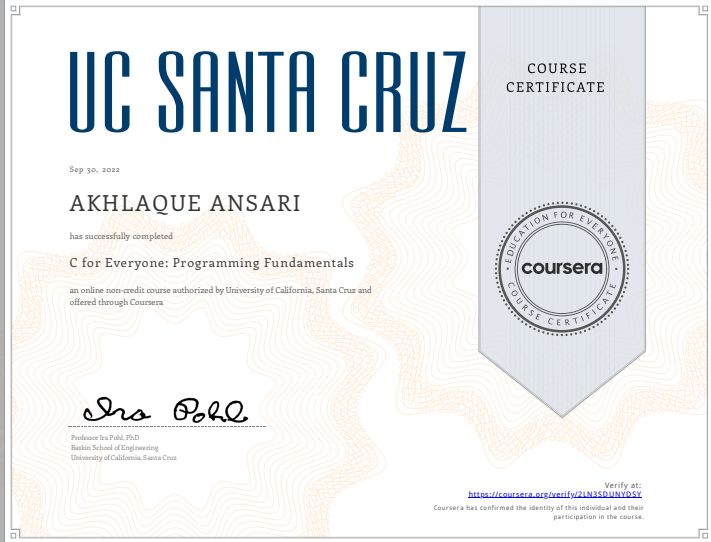 UC SANTA CRUZ
COURSE
CERTIFICATE
Sep 30, 2022
AKHLAQUE ANSARI
has successfully completed
C for Everyone: Programming Fundamentals
an online non-credit course authorized by University of California, Santa Cruz and
offered through Coursera
EDUCATION FOR EVERYONE
coursera
COURSE CERTIFICATE
Ira Pohl
Professor Ira Pohl, PhD
Baskin School of Engineering
University of California, Santa Cruz
Verify at:
https://coursera.org/verify/2LN3SDUNYDSY
Coursera has confirmed the identity of this individual and their
participation in the course.